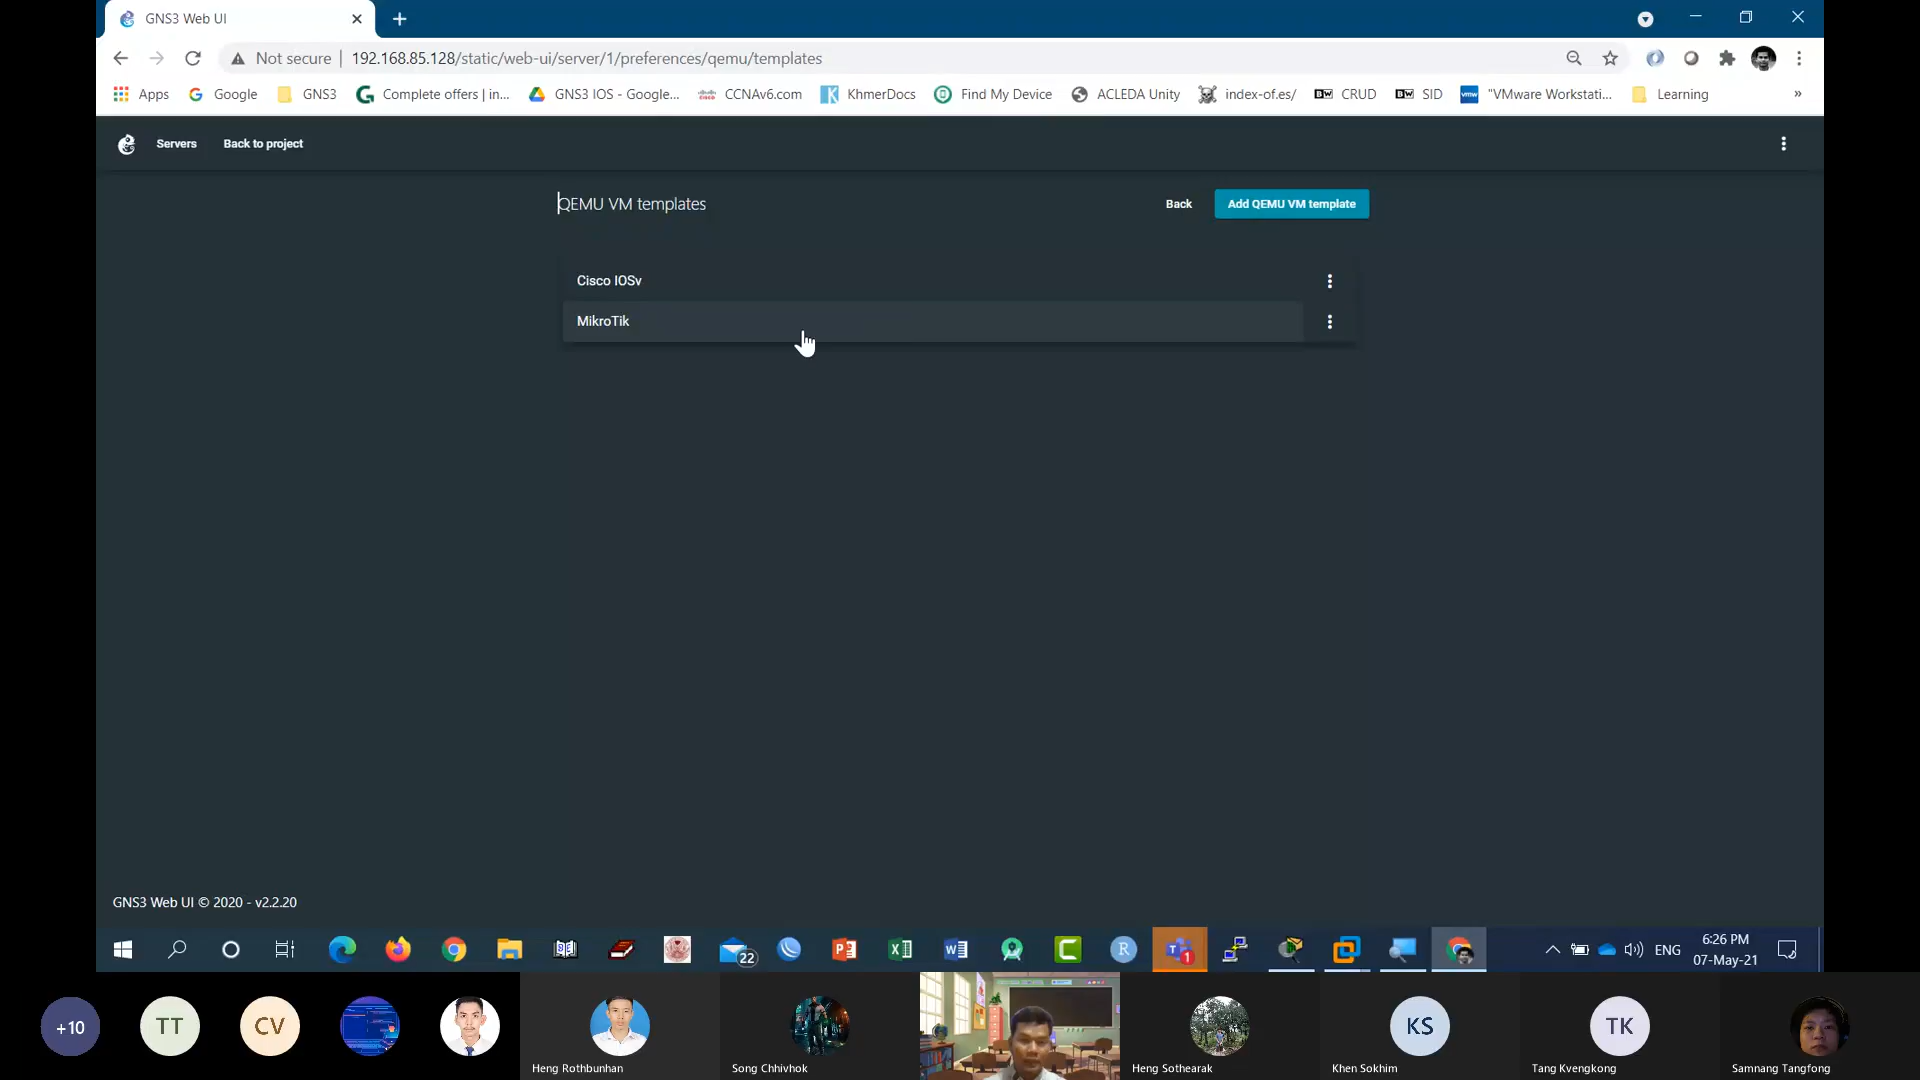 GNS3 Web UI
Not secure | 192.168.85.128/static/web-ui/server/1/preferences/qemu/templates
Apps Google GNS3 Complete offers | in... GNS3 IOS - Google... CCNAv6.com KhmerDocs Find My Device ACLEDA Unity index-of.es/ BW CRUD BW SID vmw "VMware Workstati... Learning »
Servers Back to project
QEMU VM templates Back Add QEMU VM template
Cisco IOSv
MikroTik
GNS3 Web UI © 2020 - v2.2.20
22 1 ENG 6:26 PM
07-May-21
+10 TT CV KS TK
Heng Rothbunhan Song Chhivhok Heng Sothearak Khen Sokhim Tang Kvengkong Samnang Tangfong